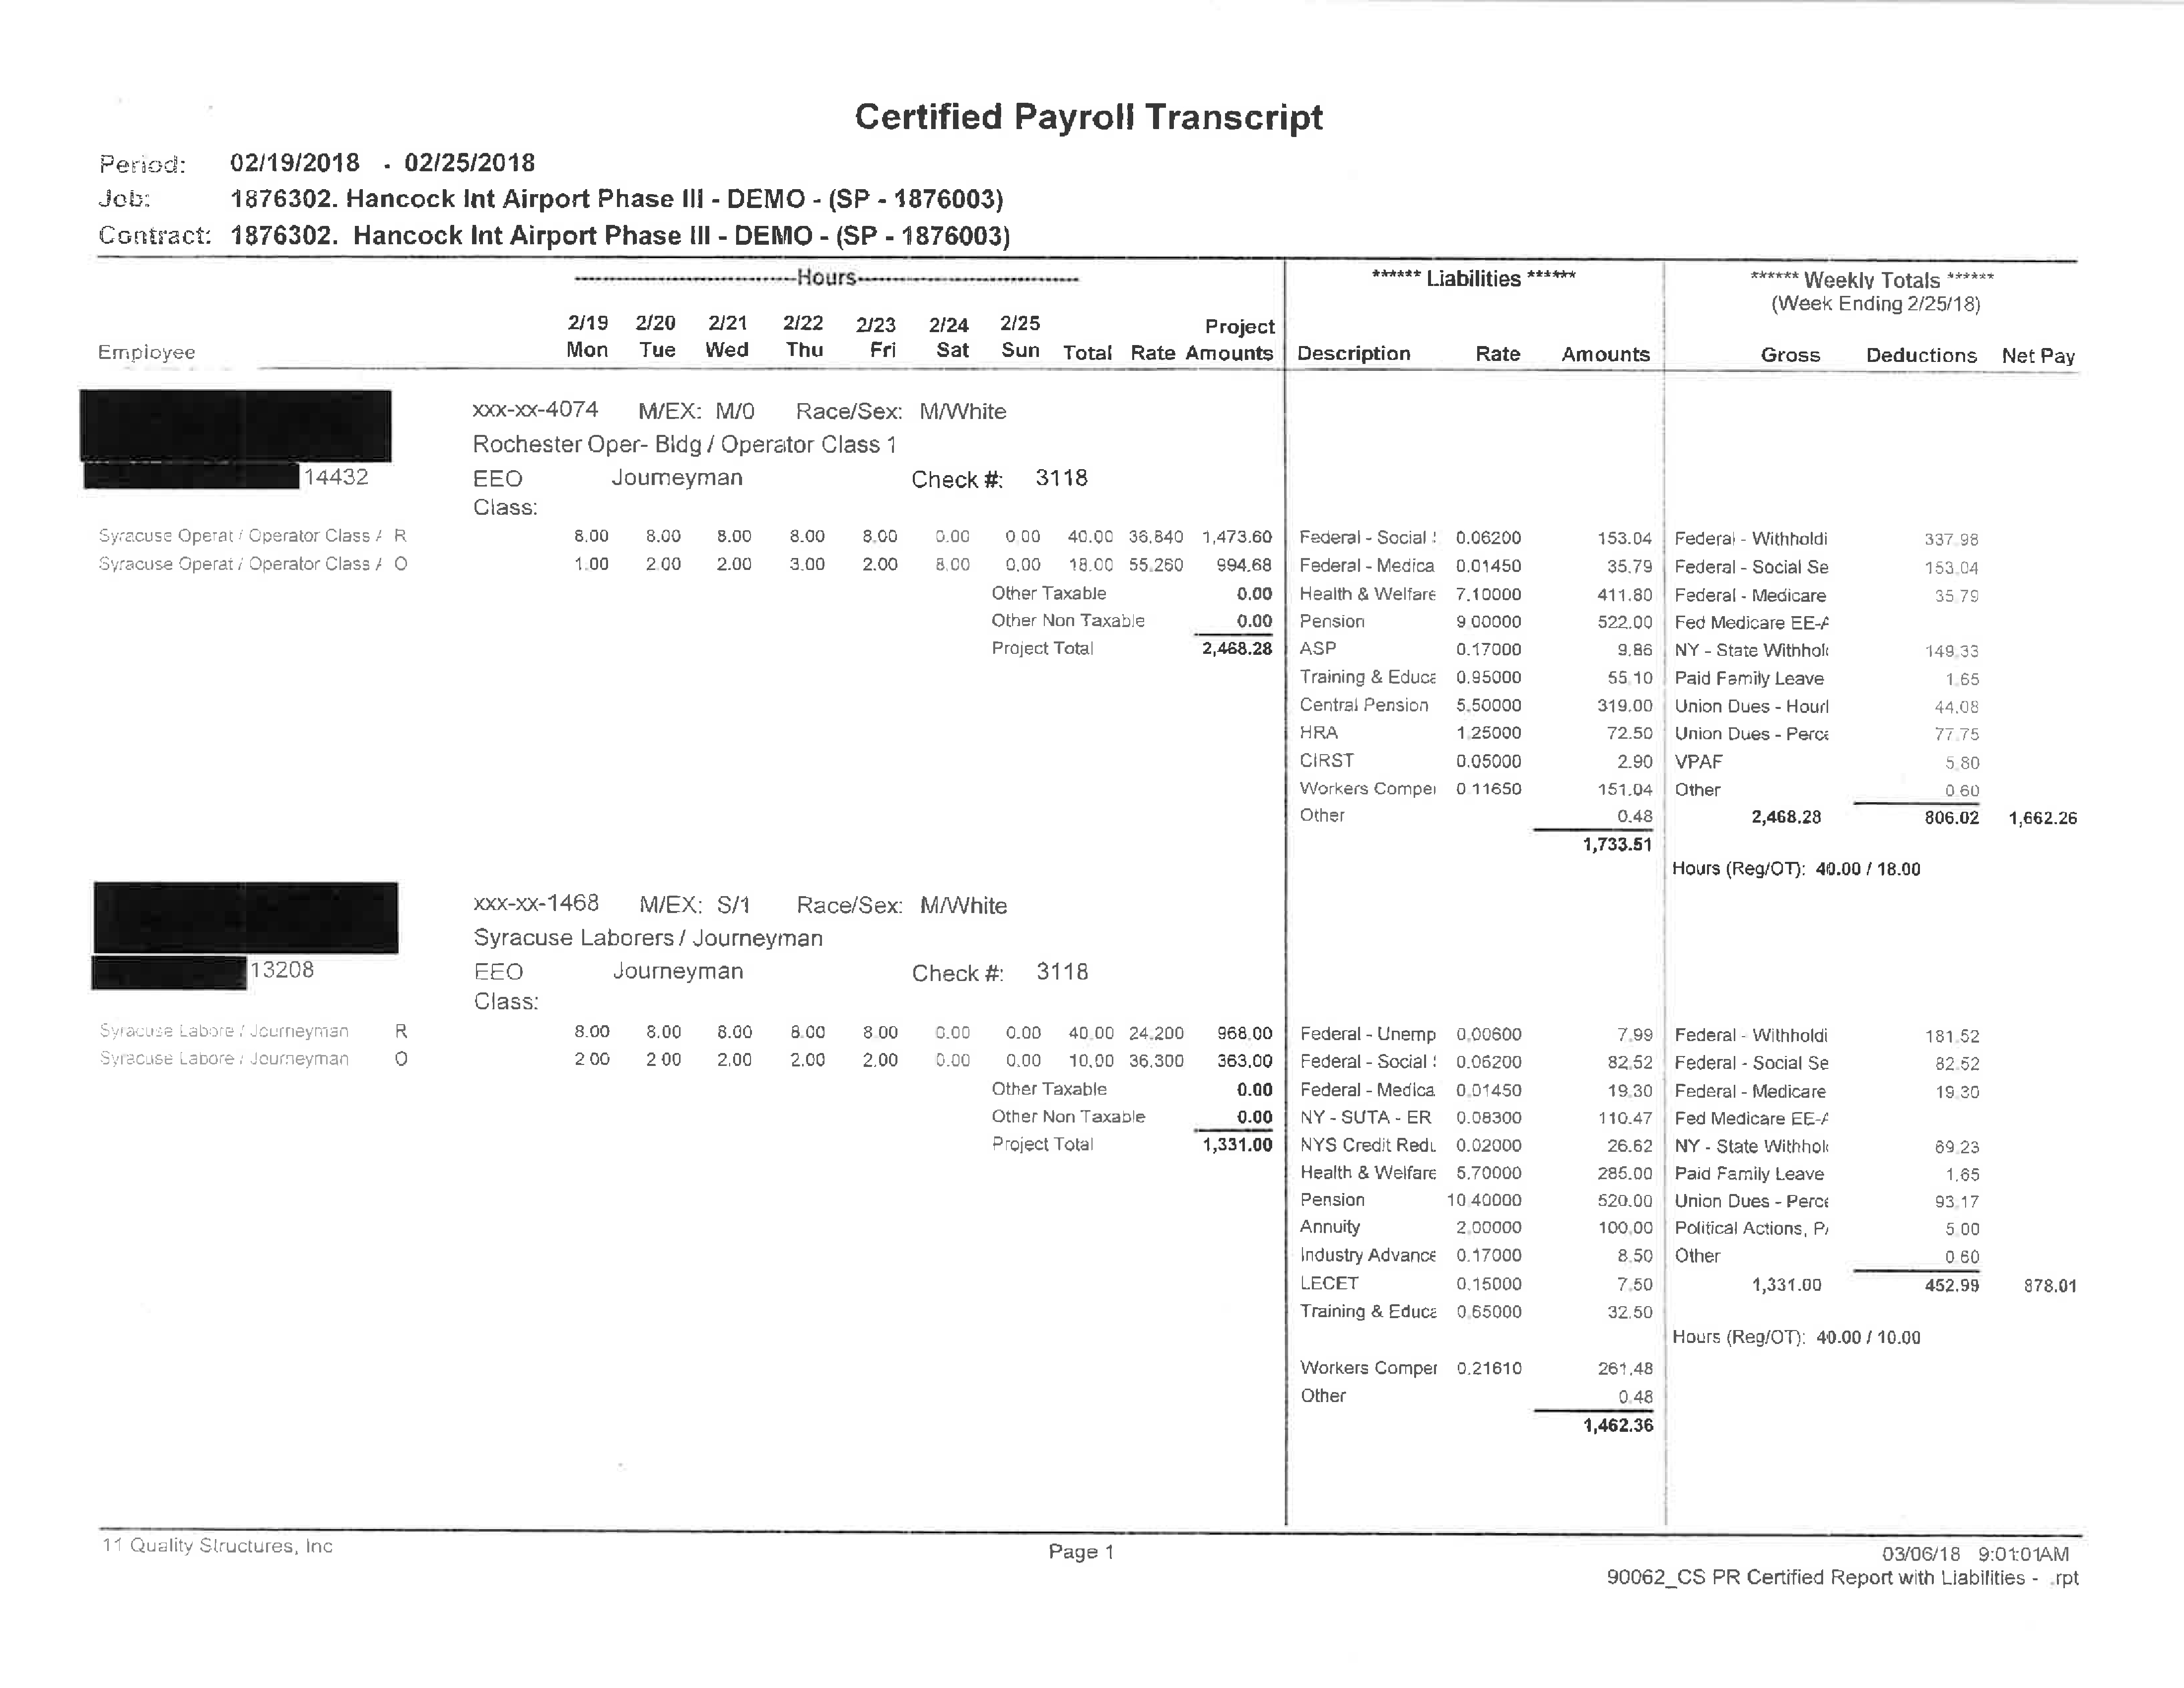 Certified Payroll Transcript
Period: 02/19/2018 - 02/25/2018
Job: 1876302. Hancock Int Airport Phase III - DEMO - (SP - 1876003)
Contract: 1876302. Hancock Int Airport Phase III - DEMO - (SP - 1876003)
Hours ****** Liabilities ****** ****** Weekly Totals ******
(Week Ending 2/25/18)
2/19 2/20 2/21 2/22 2/23 2/24 2/25 Project
Employee Mon Tue Wed Thu Fri Sat Sun Total Rate Amounts Description Rate Amounts Gross Deductions Net Pay
xxx-xx-4074 M/EX: M/0 Race/Sex: M/White
Rochester Oper- Bldg / Operator Class 1
14432 EEO Journeyman Check #: 3118
Class:
Syracuse Operat / Operator Class / R 8.00 8.00 8.00 8.00 8.00 0.00 0.00 40.00 36.840 1,473.60 Federal - Social 0.06200 153.04 Federal - Withholdi 337.98
Syracuse Operat / Operator Class / O 1.00 2.00 2.00 3.00 2.00 8.00 0.00 18.00 55.260 994.68 Federal - Medica 0.01450 35.79 Federal - Social Se 153.04
Other Taxable 0.00 Health & Welfare 7.10000 411.80 Federal - Medicare 35.79
Other Non Taxable 0.00 Pension 9.00000 522.00 Fed Medicare EE-A
Project Total 2,468.28 ASP 0.17000 9.86 NY - State Withhol 149.33
Training & Educa 0.95000 55.10 Paid Family Leave 1.65
Central Pension 5.50000 319.00 Union Dues - Hourl 44.08
HRA 1.25000 72.50 Union Dues - Perce 77.75
CIRST 0.05000 2.90 VPAF 5.80
Workers Compe 0.11650 151.04 Other 0.60
Other 0.48 2,468.28 806.02 1,662.26
1,733.51
Hours (Reg/OT): 40.00 / 18.00
xxx-xx-1468 M/EX: S/1 Race/Sex: M/White
Syracuse Laborers / Journeyman
13208 EEO Journeyman Check #: 3118
Class:
Syracuse Labore / Journeyman R 8.00 8.00 8.00 8.00 8.00 0.00 0.00 40.00 24.200 968.00 Federal - Unemp 0.00600 7.99 Federal - Withholdi 181.52
Syracuse Labore / Journeyman O 2.00 2.00 2.00 2.00 2.00 0.00 0.00 10.00 36.300 363.00 Federal - Social 0.06200 82.52 Federal - Social Se 82.52
Other Taxable 0.00 Federal - Medica 0.01450 19.30 Federal - Medicare 19.30
Other Non Taxable 0.00 NY - SUTA - ER 0.08300 110.47 Fed Medicare EE-A
Project Total 1,331.00 NYS Credit Redu 0.02000 26.62 NY - State Withhol 69.23
Health & Welfare 5.70000 285.00 Paid Family Leave 1.65
Pension 10.40000 520.00 Union Dues - Perce 93.17
Annuity 2.00000 100.00 Political Actions, P 5.00
Industry Advance 0.17000 8.50 Other 0.60
LECET 0.15000 7.50 1,331.00 452.99 878.01
Training & Educa 0.65000 32.50
Hours (Reg/OT): 40.00 / 10.00
Workers Comper 0.21610 261.48
Other 0.48
1,462.36
11 Quality Structures, Inc Page 1 03/06/18 9:01:01AM
90062_CS PR Certified Report with Liabilities - .rpt